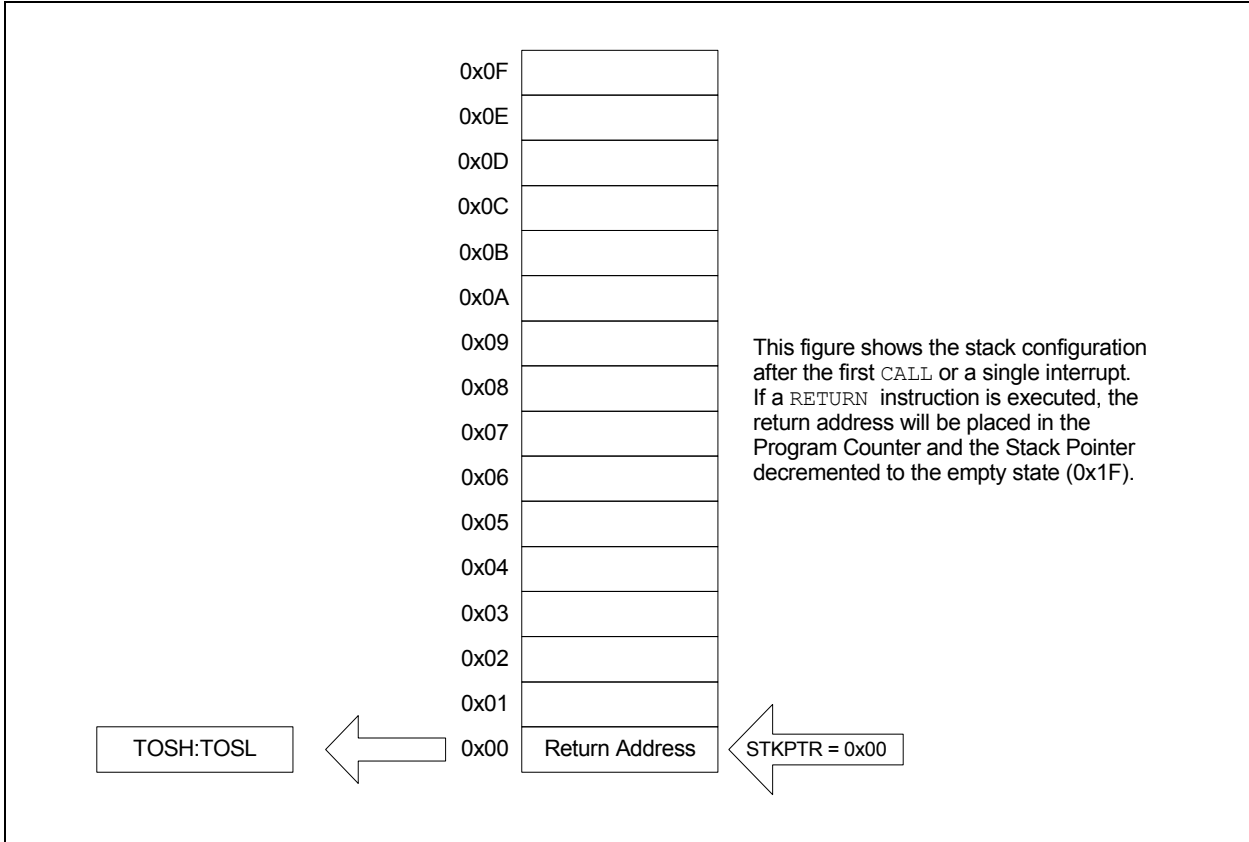 0x0F
0x0E
0x0D
0x0C
0x0B
0x0A
0x09
This figure shows the stack configuration
after the first CALL or a single interrupt.
If a RETURN instruction is executed, the
return address will be placed in the
Program Counter and the Stack Pointer
decremented to the empty state (0x1F).
0x08
0x07
0x06
0x05
0x04
0x03
0x02
0x01
TOSH:TOSL
0x00
Return Address
STKPTR = 0x00